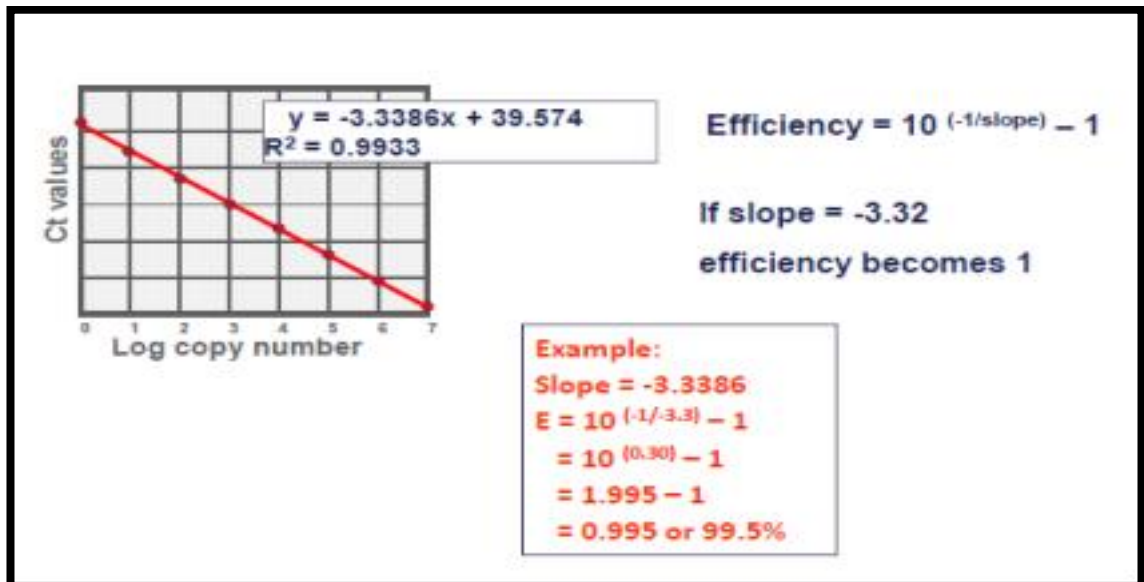 y = -3.3386x + 39.574
R² = 0.9933
Ct values
0 1 2 3 4 5 6 7
Log copy number
Efficiency = 10 (-1/slope) – 1
If slope = -3.32
efficiency becomes 1
Example:
Slope = -3.3386
E = 10 (-1/-3.3) – 1
= 10 (0.30) – 1
= 1.995 – 1
= 0.995 or 99.5%